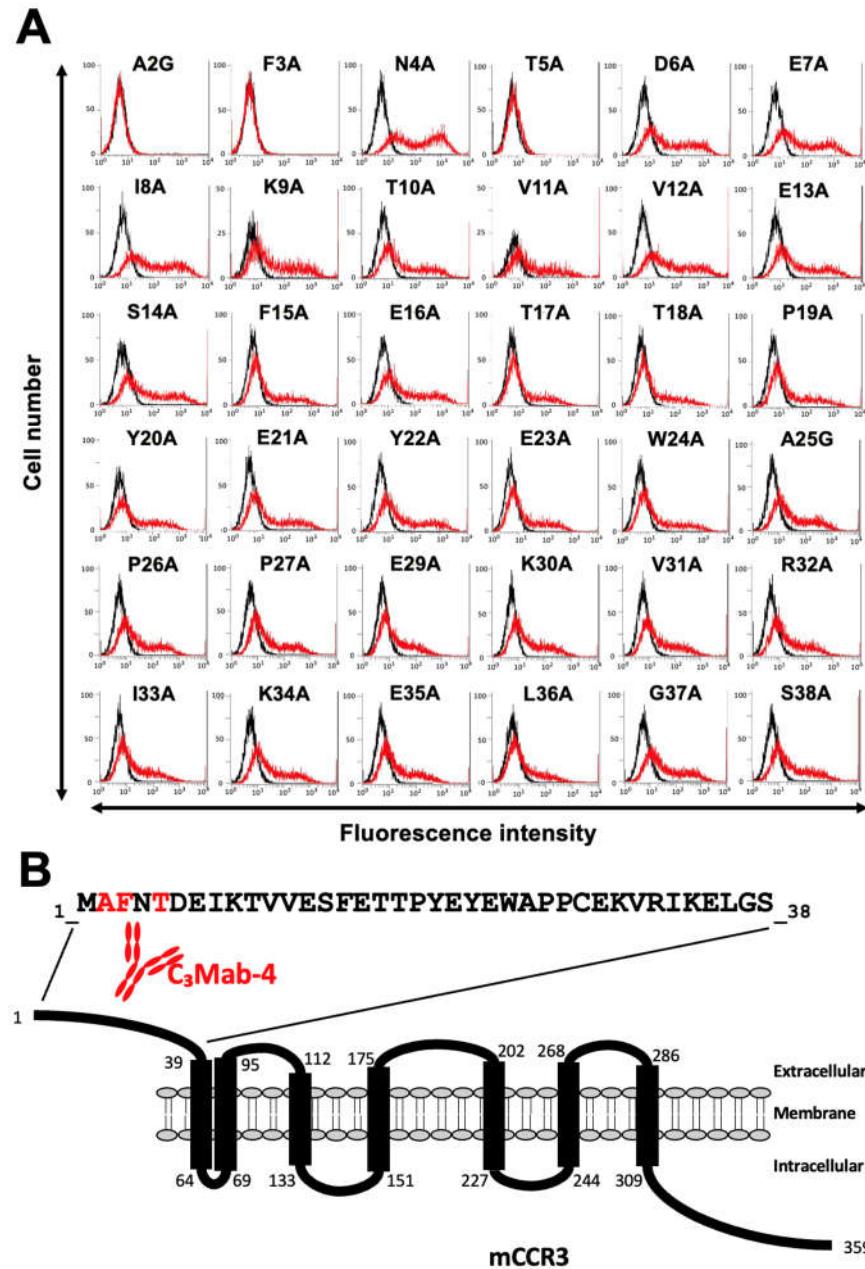 A
A2G F3A N4A T5A D6A E7A
I8A K9A T10A V11A V12A E13A
S14A F15A E16A T17A T18A P19A
Y20A E21A Y22A E23A W24A A25G
P26A P27A E29A K30A V31A R32A
I33A K34A E35A L36A G37A S38A
Cell number
Fluorescence intensity
B
1_MAFNTDEIKTVVESFETTPYEYEWAPPCEKVRIKELGS_38
C₃Mab-4
1
39 95 112 175 202 268 286
Extracellular
Membrane
Intracellular
64 69 133 151 227 244 309
359
mCCR3